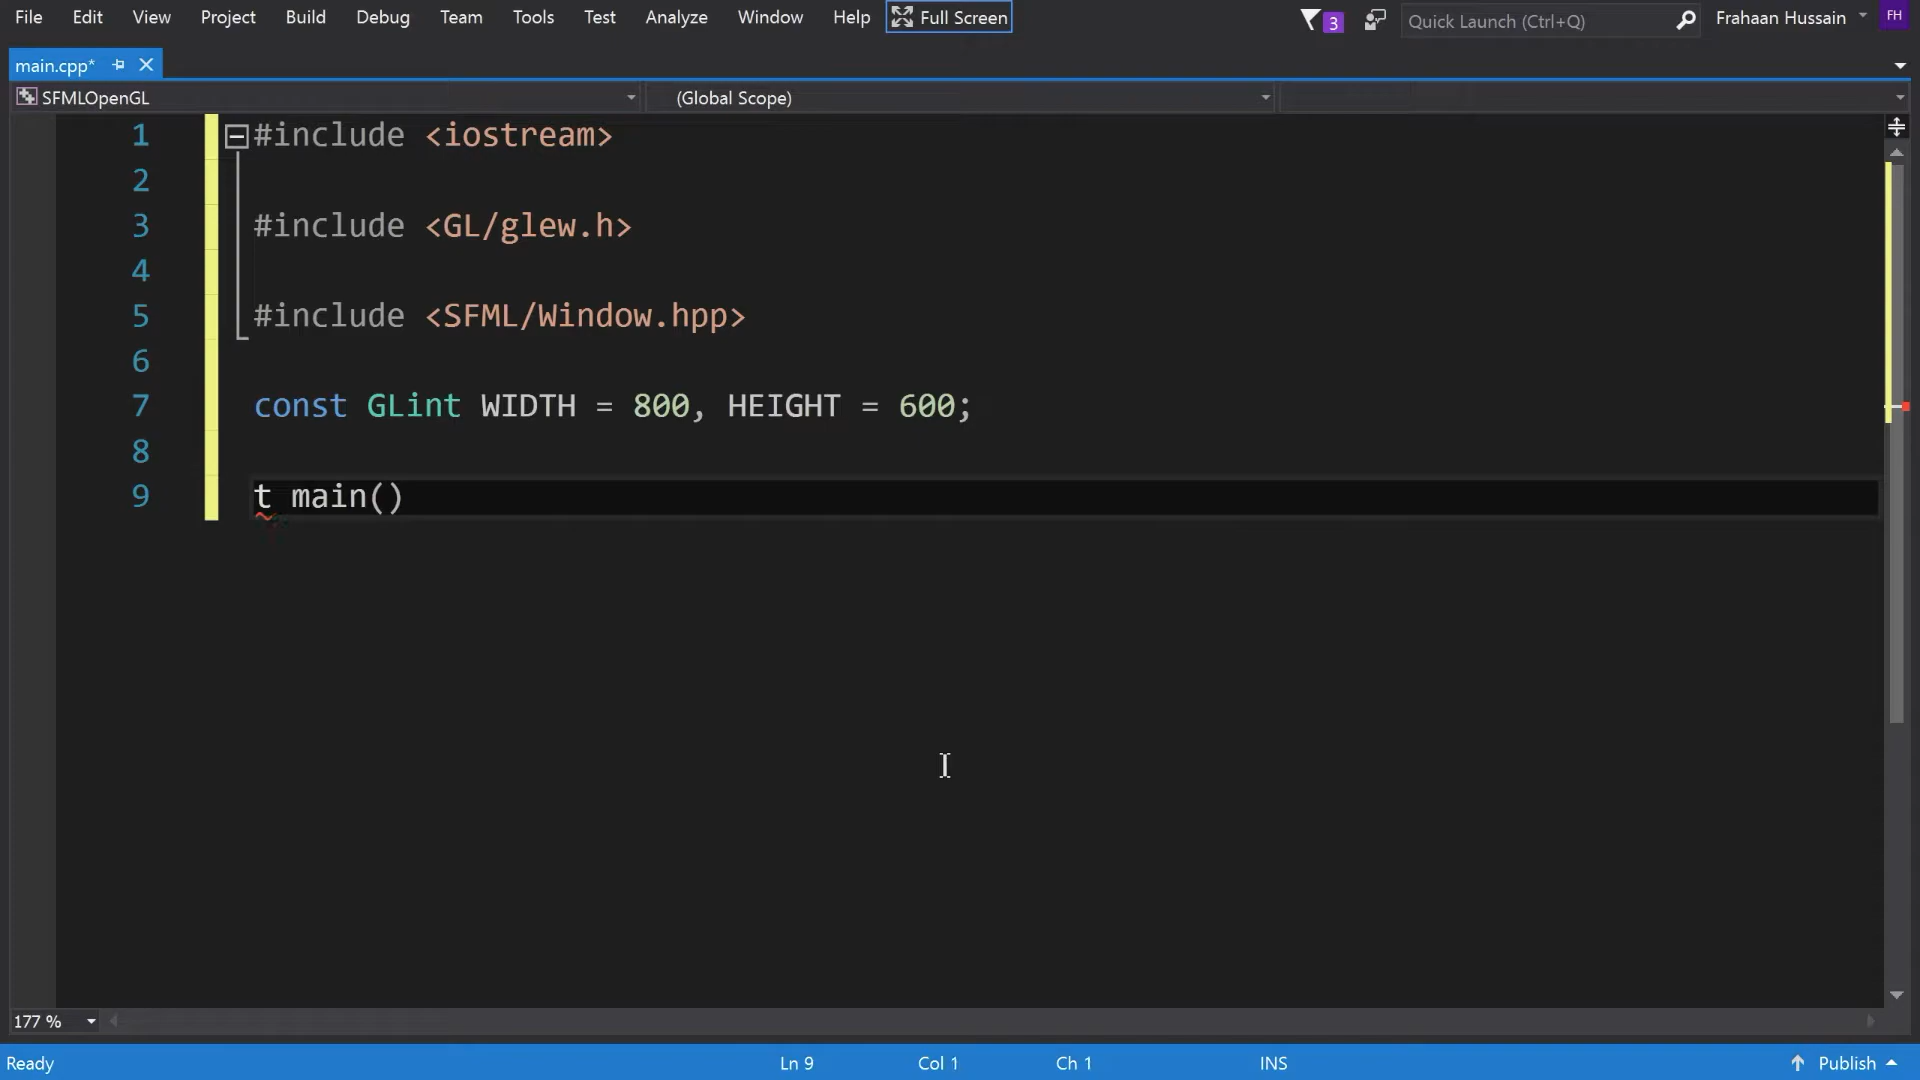 File Edit View Project Build Debug Team Tools Test Analyze Window Help Full Screen 3 Quick Launch (Ctrl+Q) Frahaan Hussain FH
main.cpp*
SFMLOpenGL (Global Scope)
1 #include <iostream>
2
3 #include <GL/glew.h>
4
5 #include <SFML/Window.hpp>
6
7 const GLint WIDTH = 800, HEIGHT = 600;
8
9 t main()
177 %
Ready Ln 9 Col 1 Ch 1 INS Publish